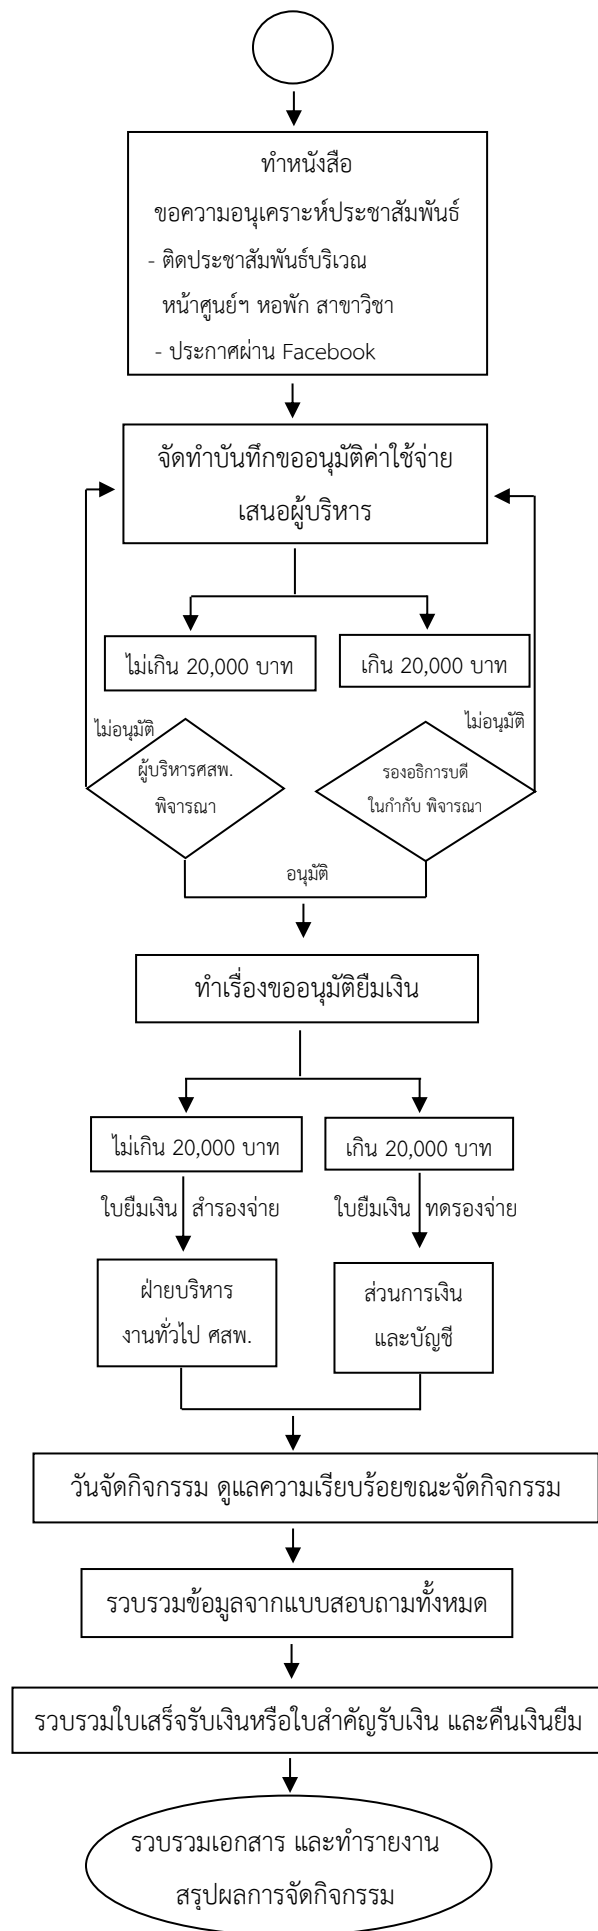 ทำหนังสือ
ขอความอนุเคราะห์ประชาสัมพันธ์
- ติดประชาสัมพันธ์บริเวณ
หน้าศูนย์ฯ หอพัก สาขาวิชา
- ประกาศผ่าน Facebook
จัดทำบันทึกขออนุมัติค่าใช้จ่าย
เสนอผู้บริหาร
ไม่เกิน 20,000 บาท
เกิน 20,000 บาท
ไม่อนุมัติ
ไม่อนุมัติ
ผู้บริหารศสพ.
พิจารณา
รองอธิการบดี
ในกำกับ พิจารณา
อนุมัติ
ทำเรื่องขออนุมัติยืมเงิน
ไม่เกิน 20,000 บาท
เกิน 20,000 บาท
ใบยืมเงิน สำรองจ่าย
ใบยืมเงิน ทดรองจ่าย
ฝ่ายบริหาร
งานทั่วไป ศสพ.
ส่วนการเงิน
และบัญชี
วันจัดกิจกรรม ดูแลความเรียบร้อยขณะจัดกิจกรรม
รวบรวมข้อมูลจากแบบสอบถามทั้งหมด
รวบรวมใบเสร็จรับเงินหรือใบสำคัญรับเงิน และคืนเงินยืม
รวบรวมเอกสาร และทำรายงาน
สรุปผลการจัดกิจกรรม